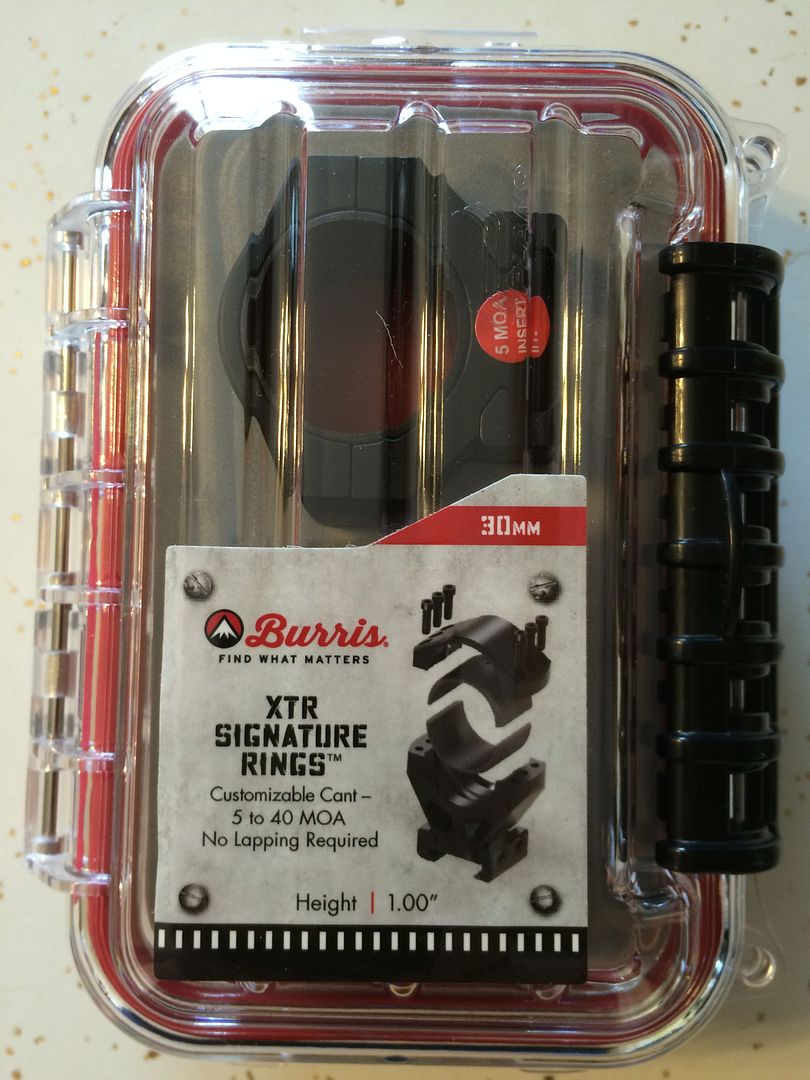 5 MOA
INSERT
30MM
Burris®
FIND WHAT MATTERS
XTR
SIGNATURE
RINGS™
Customizable Cant –
5 to 40 MOA
No Lapping Required
Height | 1.00”